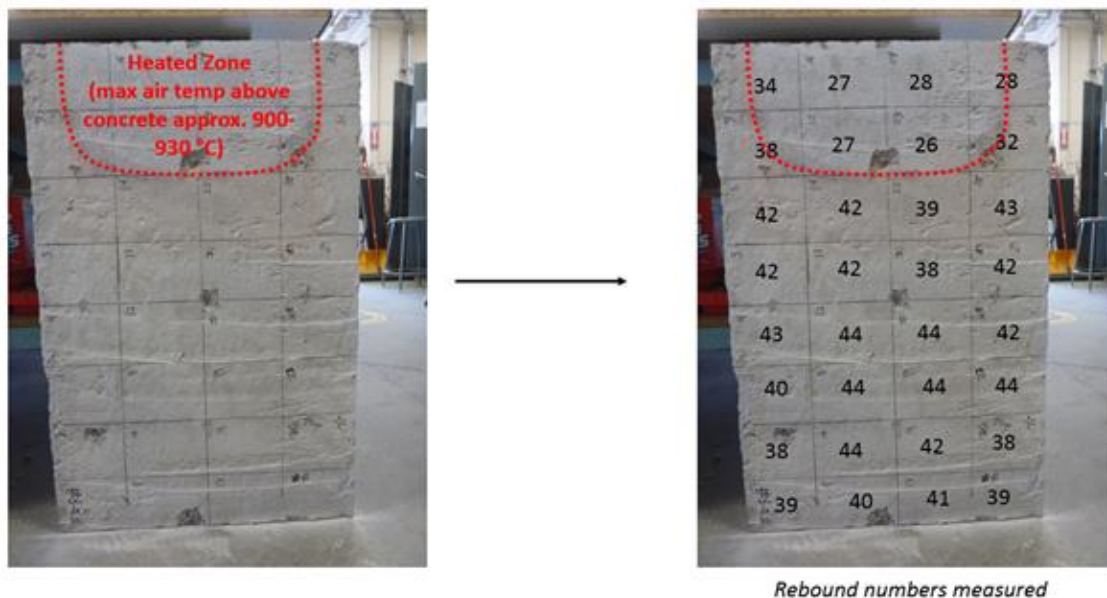 Heated Zone
(max air temp above
concrete approx. 900-
930 °C)
34 27 28 28
38 27 26 32
42 42 39 43
42 42 38 42
43 44 44 42
40 44 44 44
38 44 42 38
39 40 41 39
Rebound numbers measured